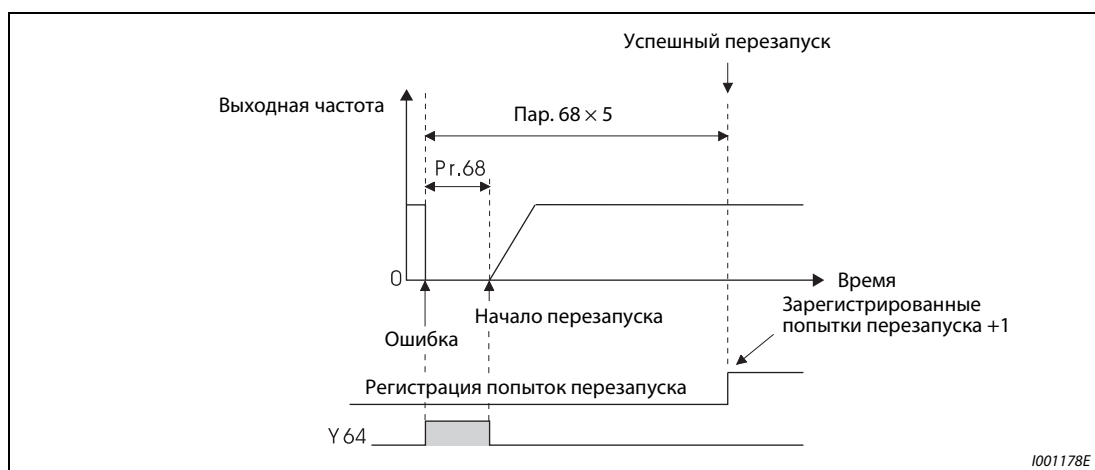 Успешный перезапуск
Выходная частота
Пар. 68 × 5
Pr.68
0
Время
Начало перезапуска
Ошибка
Зарегистрированные
попытки перезапуска +1
Регистрация попыток перезапуска
Y64
I001178E